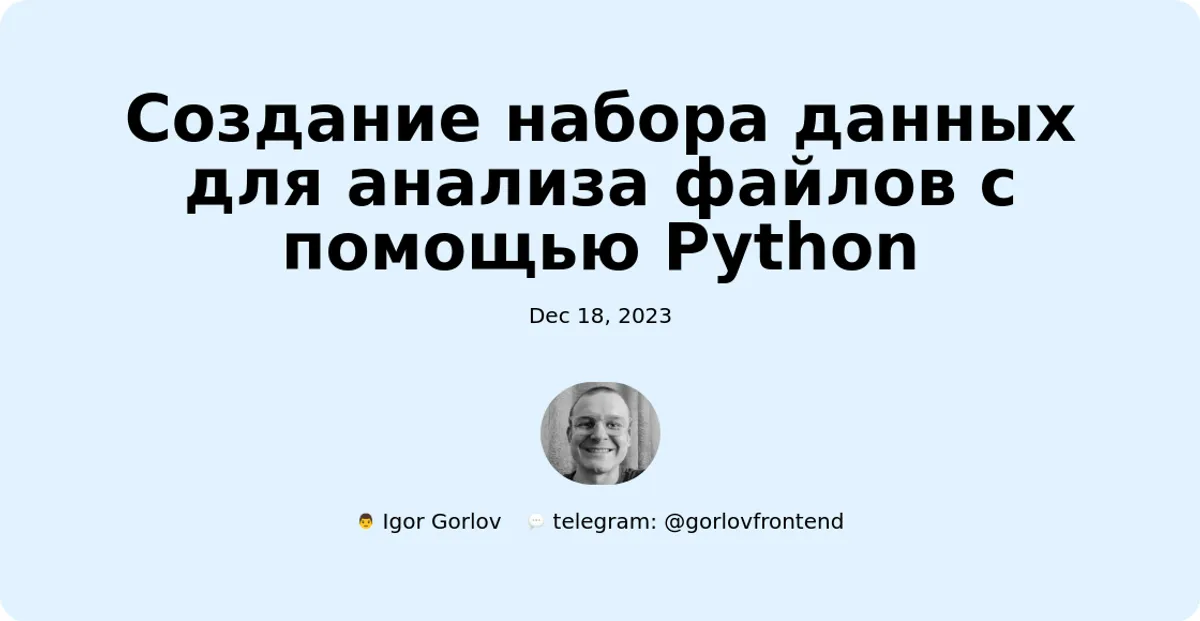 Создание набора данных
для анализа файлов с
помощью Python
Dec 18, 2023
👨 Igor Gorlov 💬 telegram: @gorlovfrontend